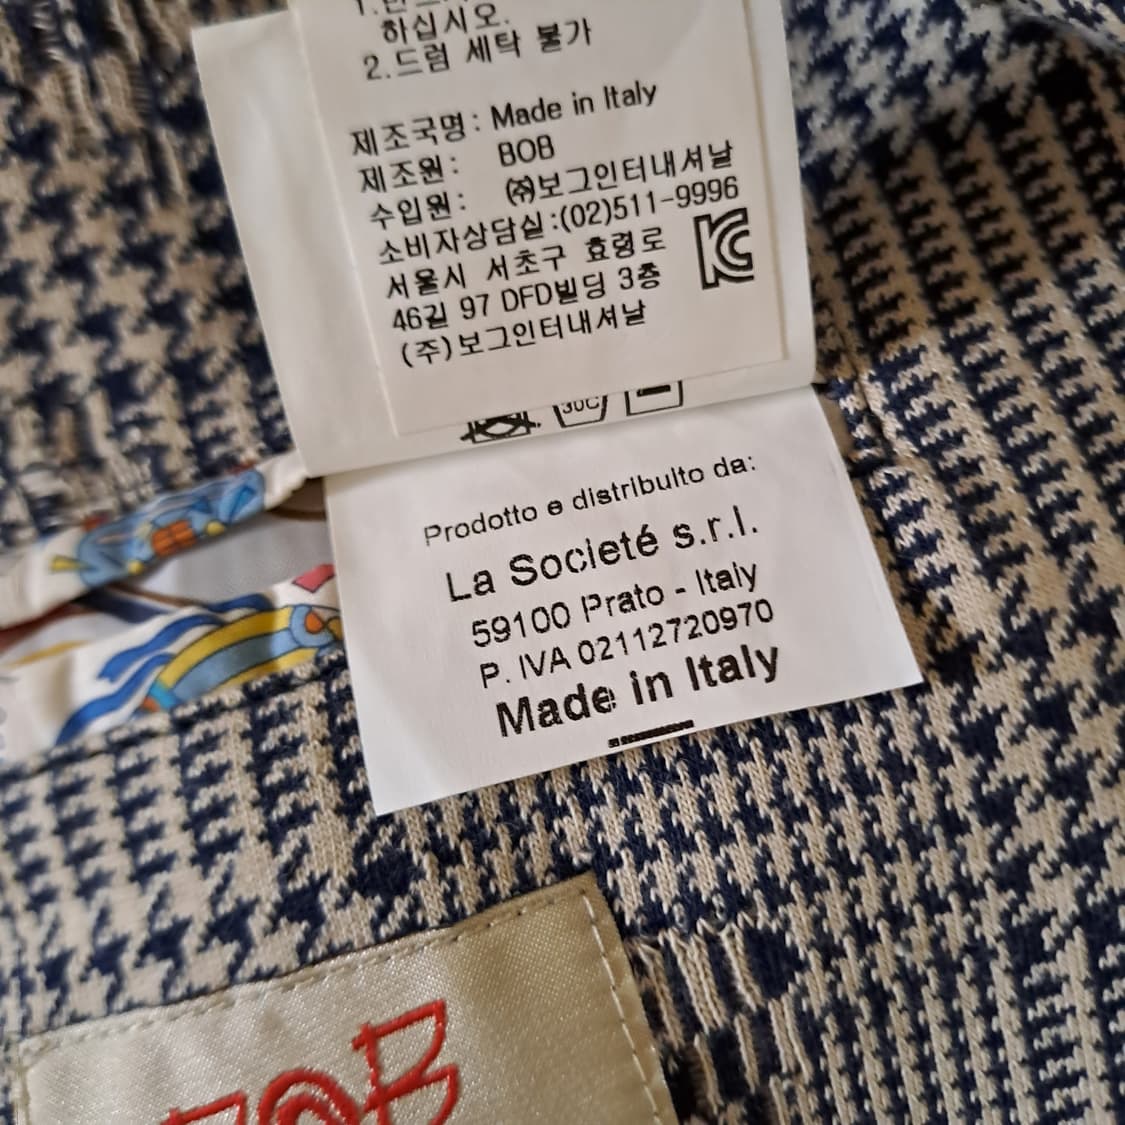 하십시오.
2.드럼 세탁 불가
제조국명: Made in Italy
제조원: BOB
수입원: ㈜보그인터내셔날
소비자상담실:(02)511-9996
서울시 서초구 효령로
46길 97 DFD빌딩 3층
(주)보그인터내셔날
KC
30C
Prodotto e distribuito da:
La Societé s.r.l.
59100 Prato - Italy
P. IVA 02112720970
Made in Italy
BOB